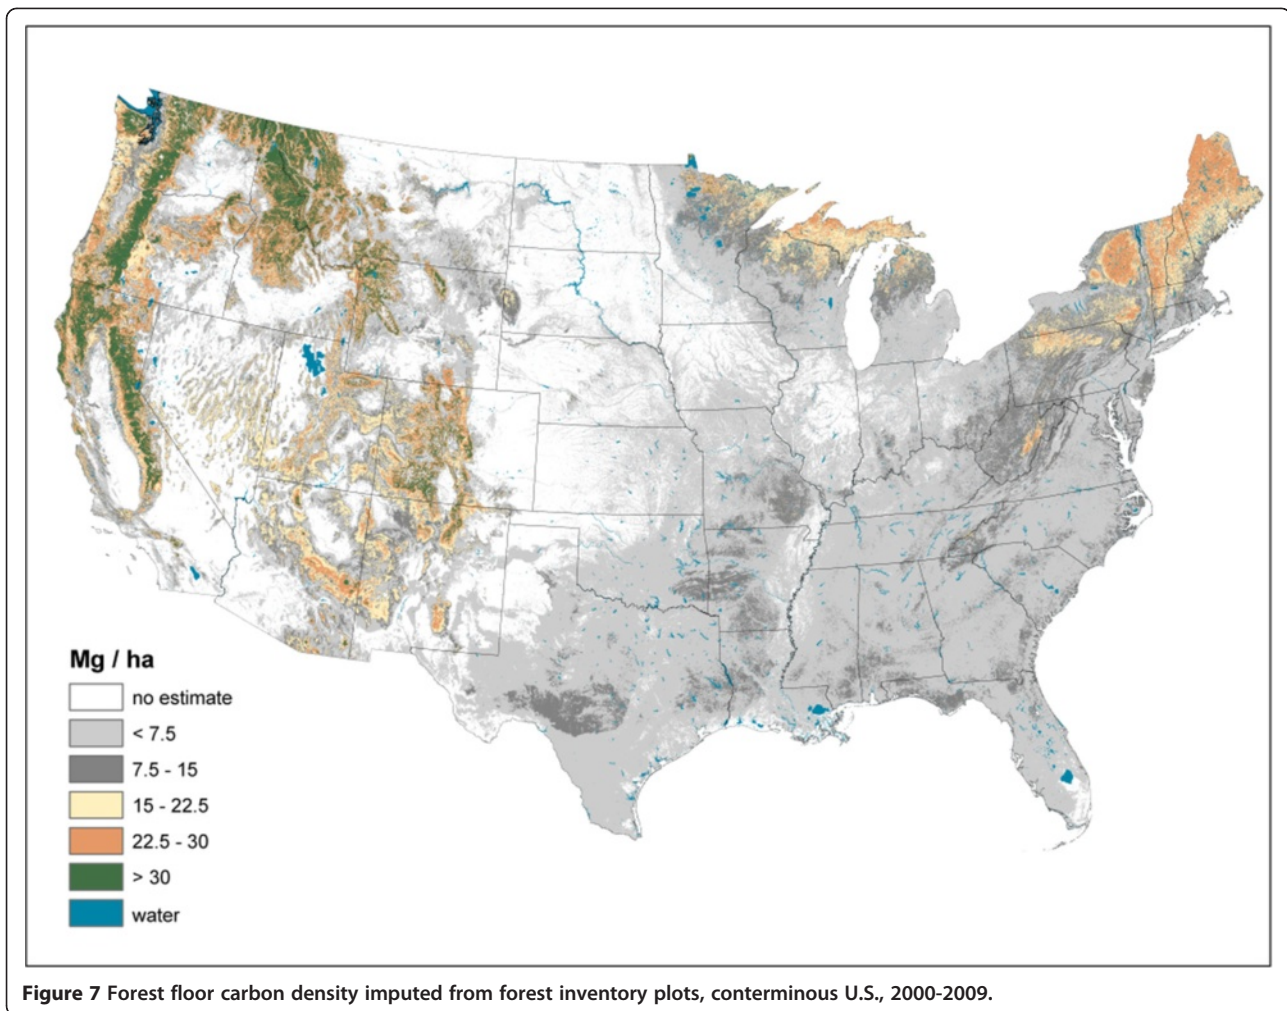 Mg / ha
no estimate
< 7.5
7.5 - 15
15 - 22.5
22.5 - 30
> 30
water
Figure 7 Forest floor carbon density imputed from forest inventory plots, conterminous U.S., 2000-2009.